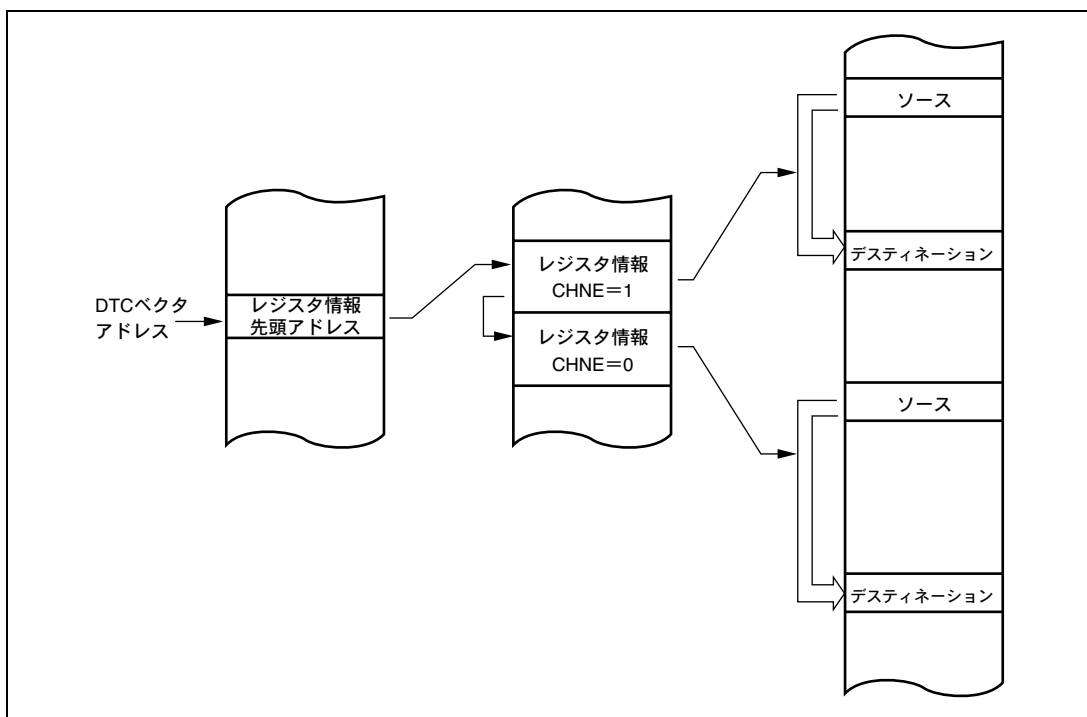 DTCベクタ
アドレス
レジスタ情報
先頭アドレス
レジスタ情報
CHNE=1
レジスタ情報
CHNE=0
ソース
デスティネーション
ソース
デスティネーション